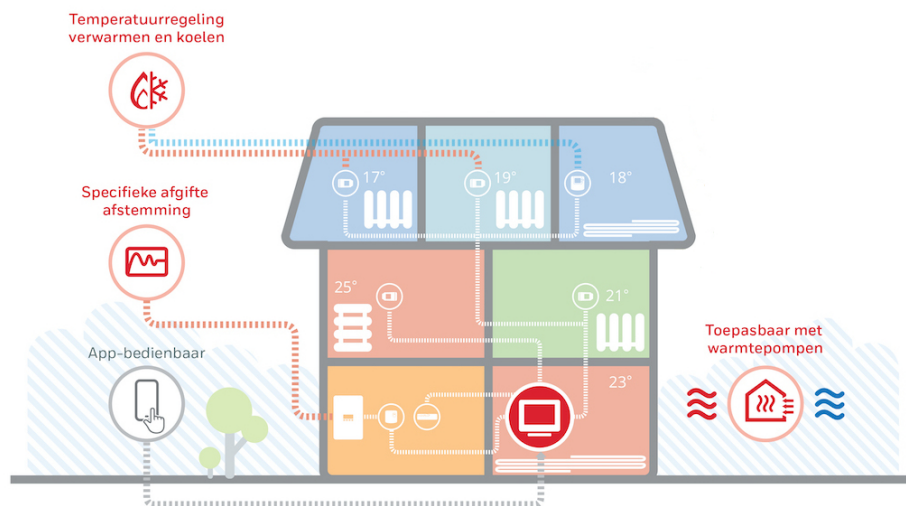 Temperatuurregeling
verwarmen en koelen
17°
19°
18°
Specifieke afgifte
afstemming
25°
21°
App-bedienbaar
Toepasbaar met
warmtepompen
23°